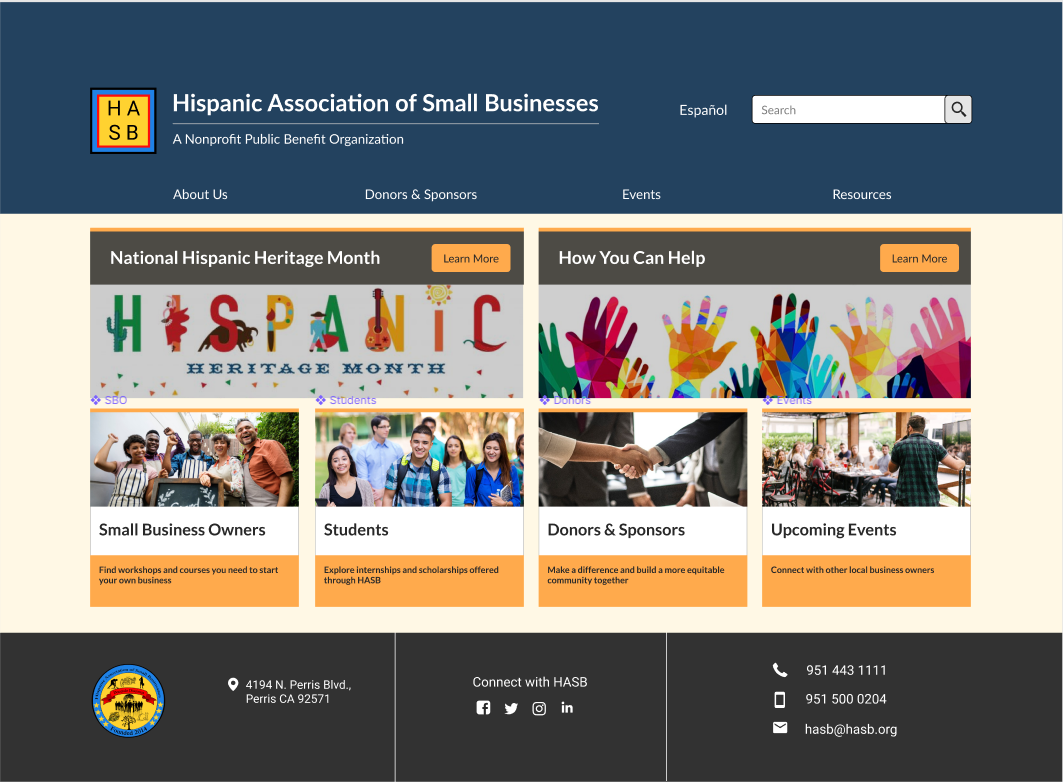 HA
SB
Hispanic Association of Small Businesses
A Nonprofit Public Benefit Organization
Español
Search
About Us
Donors & Sponsors
Events
Resources
National Hispanic Heritage Month
Learn More
How You Can Help
Learn More
HISPANIC
HERITAGE MONTH
SBO
Students
Donors
Events
Small Business Owners
Students
Donors & Sponsors
Upcoming Events
Find workshops and courses you need to start
your own business
Explore internships and scholarships offered
through HASB
Make a difference and build a more equitable
community together
Connect with other local business owners
4194 N. Perris Blvd.,
Perris CA 92571
Connect with HASB
951 443 1111
951 500 0204
hasb@hasb.org